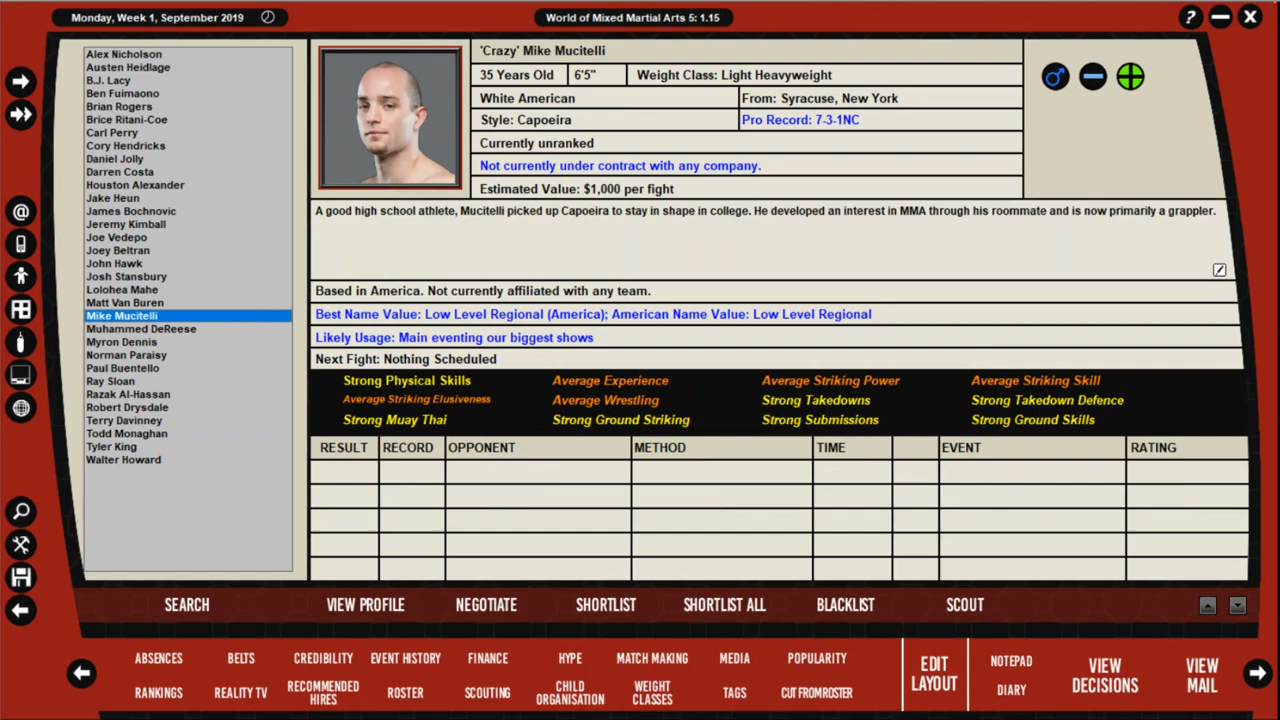 Monday, Week 1, September 2019
World of Mixed Martial Arts 5: 1.15
?
X
@
Alex Nicholson
Austen Heidlage
B.J. Lacy
Ben Fuimaono
Brian Rogers
Brice Ritani-Coe
Carl Perry
Cory Hendricks
Daniel Jolly
Darren Costa
Houston Alexander
Jake Heun
James Bochnovic
Jeremy Kimball
Joe Vedepo
Joey Beltran
John Hawk
Josh Stansbury
Lolohea Mahe
Matt Van Buren
Mike Mucitelli
Muhammed DeReese
Myron Dennis
Norman Paraisy
Paul Buentello
Ray Sloan
Razak Al-Hassan
Robert Drysdale
Terry Davinney
Todd Monaghan
Tyler King
Walter Howard
'Crazy' Mike Mucitelli
35 Years Old 6'5" Weight Class: Light Heavyweight
White American From: Syracuse, New York
Style: Capoeira Pro Record: 7-3-1NC
Currently unranked
Not currently under contract with any company.
Estimated Value: $1,000 per fight
A good high school athlete, Mucitelli picked up Capoeira to stay in shape in college. He developed an interest in MMA through his roommate and is now primarily a grappler.
Based in America. Not currently affiliated with any team.
Best Name Value: Low Level Regional (America); American Name Value: Low Level Regional
Likely Usage: Main eventing our biggest shows
Next Fight: Nothing Scheduled
Strong Physical Skills Average Experience Average Striking Power Average Striking Skill
Average Striking Elusiveness Average Wrestling Strong Takedowns Strong Takedown Defence
Strong Muay Thai Strong Ground Striking Strong Submissions Strong Ground Skills
RESULT RECORD OPPONENT METHOD TIME EVENT RATING
SEARCH VIEW PROFILE NEGOTIATE SHORTLIST SHORTLIST ALL BLACKLIST SCOUT
ABSENCES BELTS CREDIBILITY EVENT HISTORY FINANCE HYPE MATCH MAKING MEDIA POPULARITY
RANKINGS REALITY TV RECOMMENDED HIRES ROSTER SCOUTING CHILD ORGANISATION WEIGHT CLASSES TAGS CUT FROM ROSTER
EDIT LAYOUT
NOTEPAD
DIARY
VIEW DECISIONS
VIEW MAIL